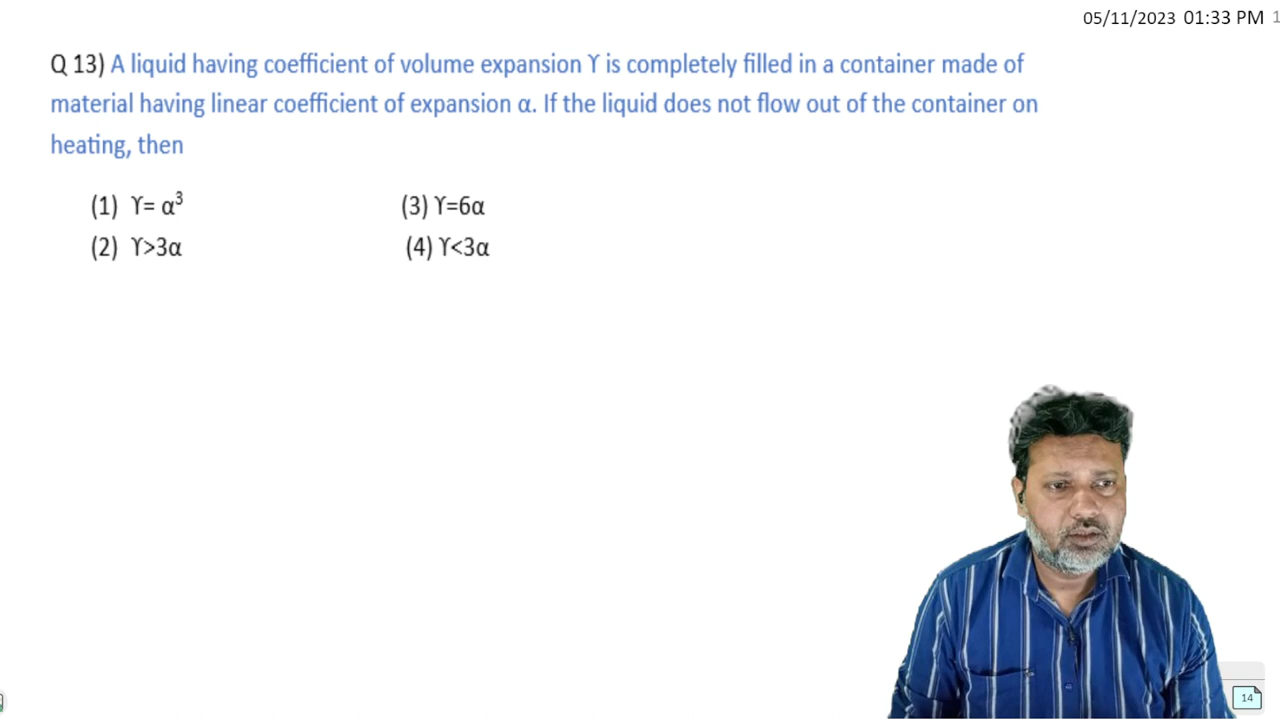 05/11/2023 01:33 PM 1
Q 13) A liquid having coefficient of volume expansion ϒ is completely filled in a container made of
material having linear coefficient of expansion α. If the liquid does not flow out of the container on
heating, then
(1) ϒ= α³ (3) ϒ=6α
(2) ϒ>3α (4) ϒ<3α
14